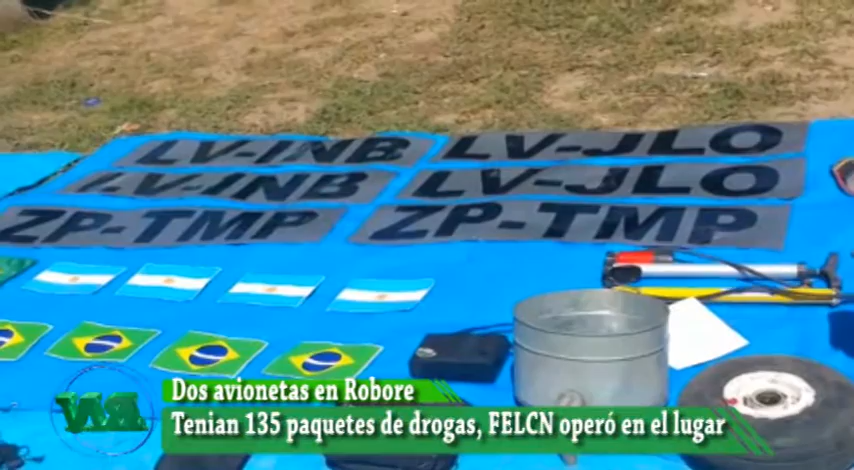 LV-INB LV-JLO
LV-INB LV-JLO
ZP-TMP ZP-TMP
Dos avionetas en Robore
Tenian 135 paquetes de drogas, FELCN operó en el lugar